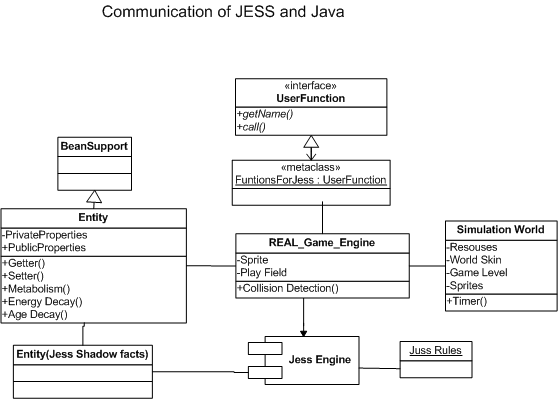 Communication of JESS and Java
«interface»
UserFunction
+getName()
+call()
BeanSupport
«metaclass»
FuntionsForJess : UserFunction
Entity
-PrivateProperties
+PublicProperties
+Getter()
+Setter()
+Metabolism()
+Energy Decay()
+Age Decay()
REAL_Game_Engine
-Sprite
-Play Field
+Collision Detection()
Simulation World
-Resouses
-World Skin
-Game Level
-Sprites
+Timer()
Entity(Jess Shadow facts)
Jess Engine
Juss Rules